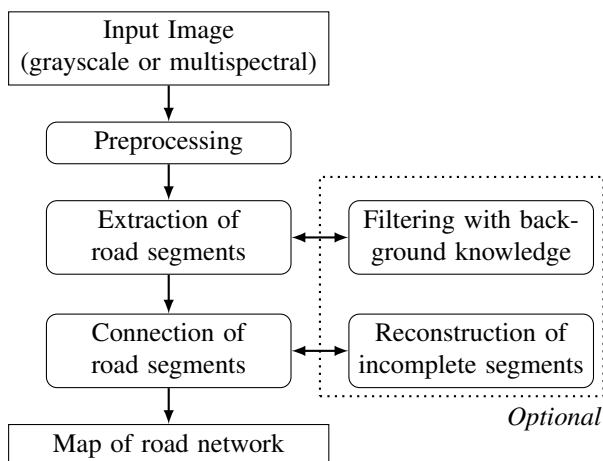 Input Image
(grayscale or multispectral)
Preprocessing
Extraction of
road segments
Filtering with back-
ground knowledge
Connection of
road segments
Reconstruction of
incomplete segments
Optional
Map of road network